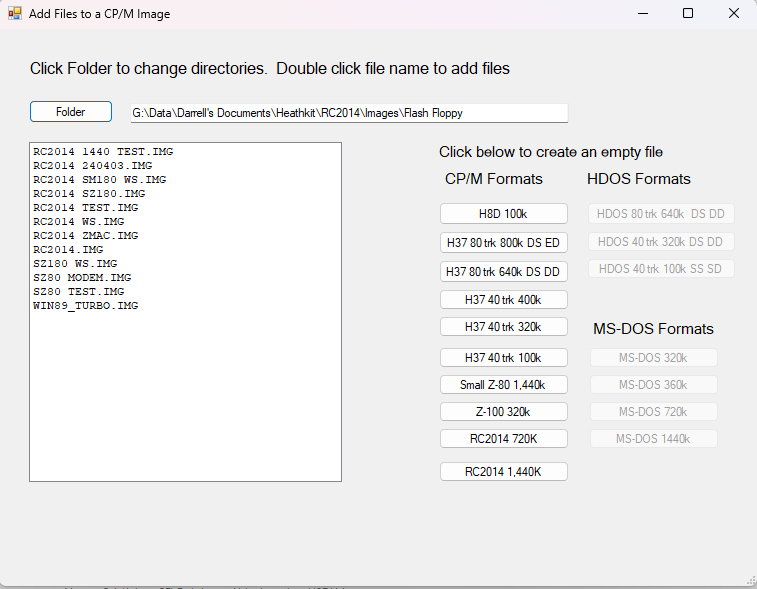 Add Files to a CP/M Image
Click Folder to change directories.  Double click file name to add files
Folder
G:\Data\Darrell's Documents\Heathkit\RC2014\Images\Flash Floppy
RC2014 1440 TEST.IMG
RC2014 240403.IMG
RC2014 SM180 WS.IMG
RC2014 SZ180.IMG
RC2014 TEST.IMG
RC2014 WS.IMG
RC2014 ZMAC.IMG
RC2014.IMG
SZ180 WS.IMG
SZ80 MODEM.IMG
SZ80 TEST.IMG
WIN89_TURBO.IMG
Click below to create an empty file
CP/M Formats
H8D 100k
H37 80 trk 800k DS ED
H37 80 trk 640k DS DD
H37 40 trk 400k
H37 40 trk 320k
H37 40 trk 100k
Small Z-80 1,440k
Z-100 320k
RC2014 720K
RC2014 1,440K
HDOS Formats
HDOS 80 trk 640k  DS DD
HDOS 40 trk 320k DS DD
HDOS 40 trk 100k SS SD
MS-DOS Formats
MS-DOS 320k
MS-DOS 360k
MS-DOS 720k
MS-DOS 1440k